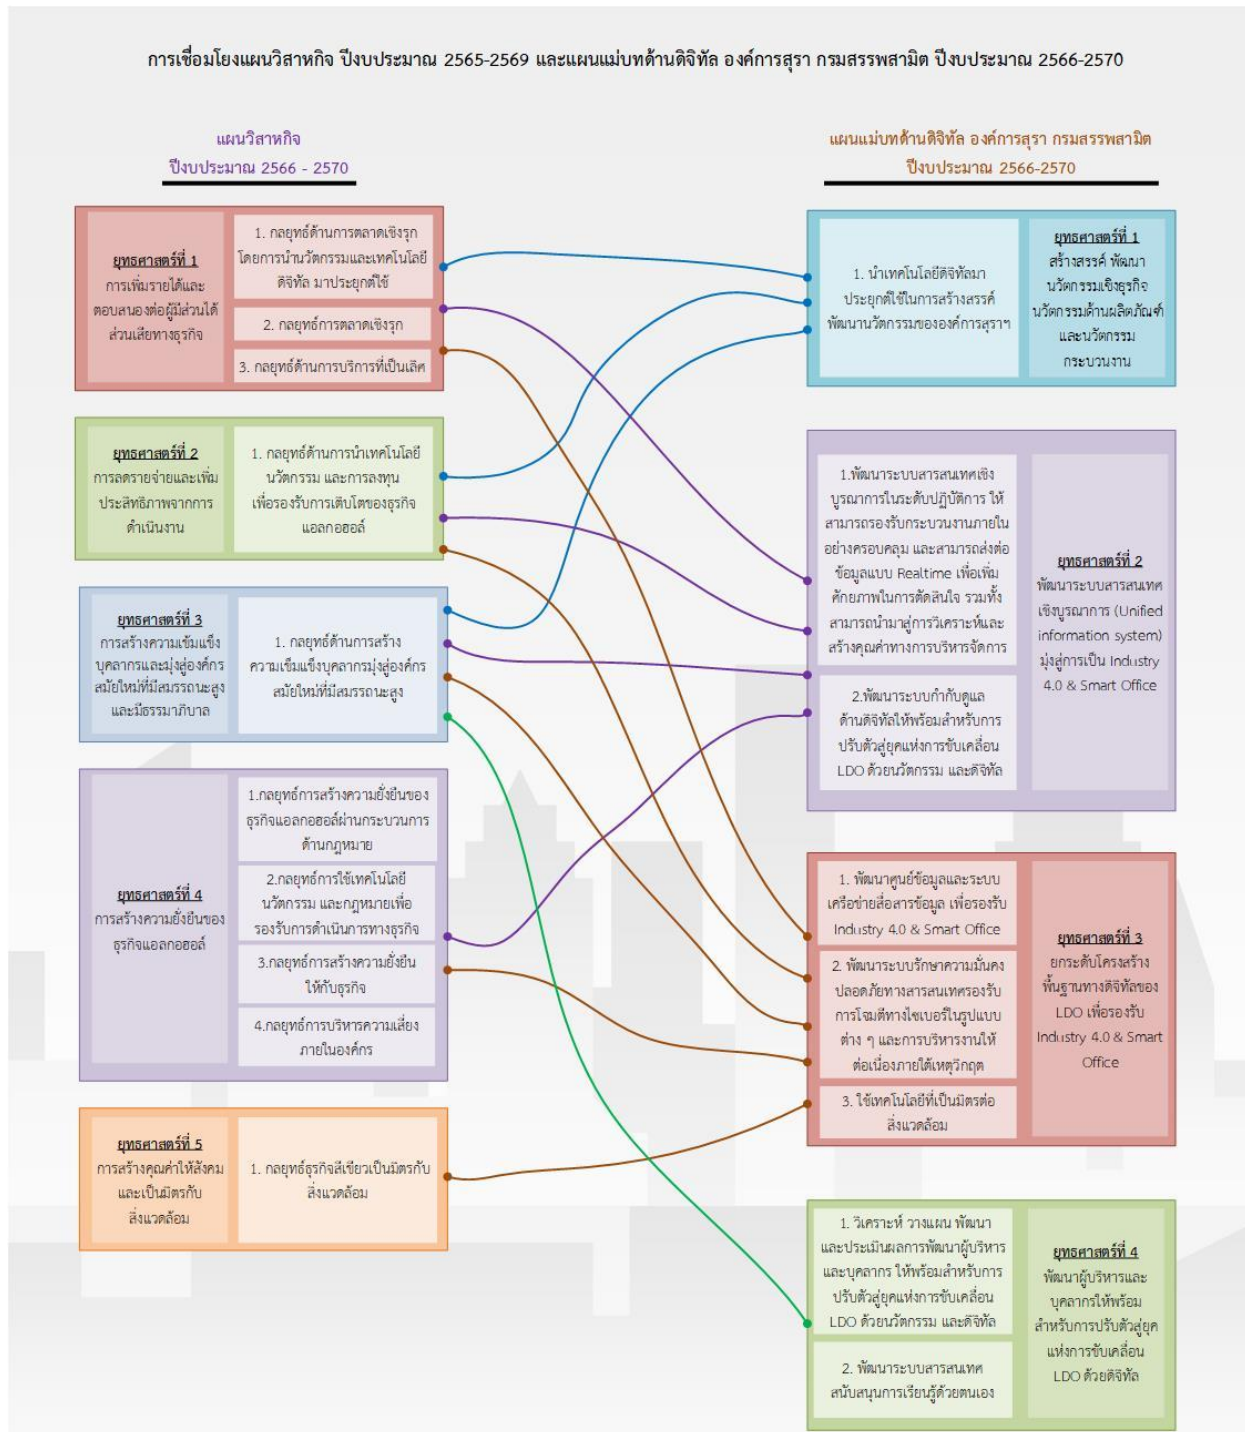 การเชื่อมโยงแผนวิสาหกิจ ปีงบประมาณ 2565-2569 และแผนแม่บทด้านดิจิทัล องค์การสุรา กรมสรรพสามิต ปีงบประมาณ 2566-2570
แผนวิสาหกิจ
ปีงบประมาณ 2566 - 2570
ยุทธศาสตร์ที่ 1
การเพิ่มรายได้และ
ตอบสนองต่อผู้มีส่วนได้
ส่วนเสียทางธุรกิจ
1. กลยุทธ์ด้านการตลาดเชิงรุก
โดยการนำนวัตกรรมและเทคโนโลยี
ดิจิทัล มาประยุกต์ใช้
2. กลยุทธ์การตลาดเชิงรุก
3. กลยุทธ์ด้านการบริการที่เป็นเลิศ
ยุทธศาสตร์ที่ 2
การลดรายจ่ายและเพิ่ม
ประสิทธิภาพจากการ
ดำเนินงาน
1. กลยุทธ์ด้านการนำเทคโนโลยี
นวัตกรรม และการลงทุน
เพื่อรองรับการเติบโตของธุรกิจ
แอลกอฮอล์
ยุทธศาสตร์ที่ 3
การสร้างความเข้มแข็ง
บุคลากรและมุ่งสู่องค์กร
สมัยใหม่ที่มีสมรรถนะสูง
และมีธรรมาภิบาล
1. กลยุทธ์ด้านการสร้าง
ความเข้มแข็งบุคลากรมุ่งสู่องค์กร
สมัยใหม่ที่มีสมรรถนะสูง
ยุทธศาสตร์ที่ 4
การสร้างความยั่งยืนของ
ธุรกิจแอลกอฮอล์
1.กลยุทธ์การสร้างความยั่งยืนของ
ธุรกิจแอลกอฮอล์ผ่านกระบวนการ
ด้านกฎหมาย
2.กลยุทธ์การใช้เทคโนโลยี
นวัตกรรม และกฎหมายเพื่อ
รองรับการดำเนินการทางธุรกิจ
3.กลยุทธ์การสร้างความยั่งยืน
ให้กับธุรกิจ
4.กลยุทธ์การบริหารความเสี่ยง
ภายในองค์กร
ยุทธศาสตร์ที่ 5
การสร้างคุณค่าให้สังคม
และเป็นมิตรกับ
สิ่งแวดล้อม
1. กลยุทธ์ธุรกิจสีเขียวเป็นมิตรกับ
สิ่งแวดล้อม
แผนแม่บทด้านดิจิทัล องค์การสุรา กรมสรรพสามิต
ปีงบประมาณ 2566-2570
1. นำเทคโนโลยีดิจิทัลมา
ประยุกต์ใช้ในการสร้างสรรค์
พัฒนานวัตกรรมขององค์การสุราฯ
ยุทธศาสตร์ที่ 1
สร้างสรรค์ พัฒนา
นวัตกรรมเชิงธุรกิจ
นวัตกรรมด้านผลิตภัณฑ์
และนวัตกรรม
กระบวนงาน
1.พัฒนาระบบสารสนเทศเชิง
บูรณาการในระดับปฏิบัติการ ให้
สามารถรองรับกระบวนงานภายใน
อย่างครอบคลุม และสามารถส่งต่อ
ข้อมูลแบบ Realtime เพื่อเพิ่ม
ศักยภาพในการตัดสินใจ รวมทั้ง
สามารถนำมาสู่การวิเคราะห์และ
สร้างคุณค่าทางการบริหารจัดการ
2.พัฒนาระบบกำกับดูแล
ด้านดิจิทัลให้พร้อมสำหรับการ
ปรับตัวสู่ยุคแห่งการขับเคลื่อน
LDO ด้วยนวัตกรรม และดิจิทัล
ยุทธศาสตร์ที่ 2
พัฒนาระบบสารสนเทศ
เชิงบูรณาการ (Unified
information system)
มุ่งสู่การเป็น Industry
4.0 & Smart Office
1. พัฒนาศูนย์ข้อมูลและระบบ
เครือข่ายสื่อสารข้อมูล เพื่อรองรับ
Industry 4.0 & Smart Office
2. พัฒนาระบบรักษาความมั่นคง
ปลอดภัยทางสารสนเทศรองรับ
การโจมตีทางไซเบอร์ในรูปแบบ
ต่าง ๆ และการบริหารงานให้
ต่อเนื่องภายใต้เหตุวิกฤต
3. ใช้เทคโนโลยีที่เป็นมิตรต่อ
สิ่งแวดล้อม
ยุทธศาสตร์ที่ 3
ยกระดับโครงสร้าง
พื้นฐานทางดิจิทัลของ
LDO เพื่อรองรับ
Industry 4.0 & Smart
Office
1. วิเคราะห์ วางแผน พัฒนา
และประเมินผลการพัฒนาผู้บริหาร
และบุคลากร ให้พร้อมสำหรับการ
ปรับตัวสู่ยุคแห่งการขับเคลื่อน
LDO ด้วยนวัตกรรม และดิจิทัล
2. พัฒนาระบบสารสนเทศ
สนับสนุนการเรียนรู้ด้วยตนเอง
ยุทธศาสตร์ที่ 4
พัฒนาผู้บริหารและ
บุคลากรให้พร้อม
สำหรับการปรับตัวสู่ยุค
แห่งการขับเคลื่อน
LDO ด้วยดิจิทัล